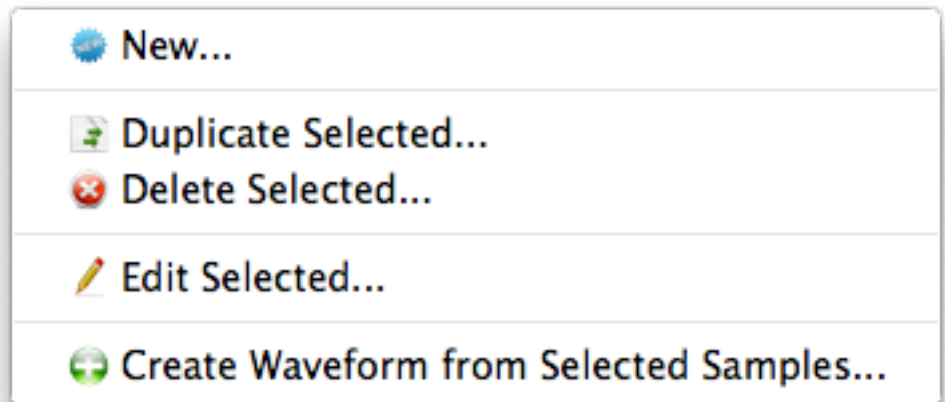 New...
Duplicate Selected...
Delete Selected...
Edit Selected...
Create Waveform from Selected Samples...